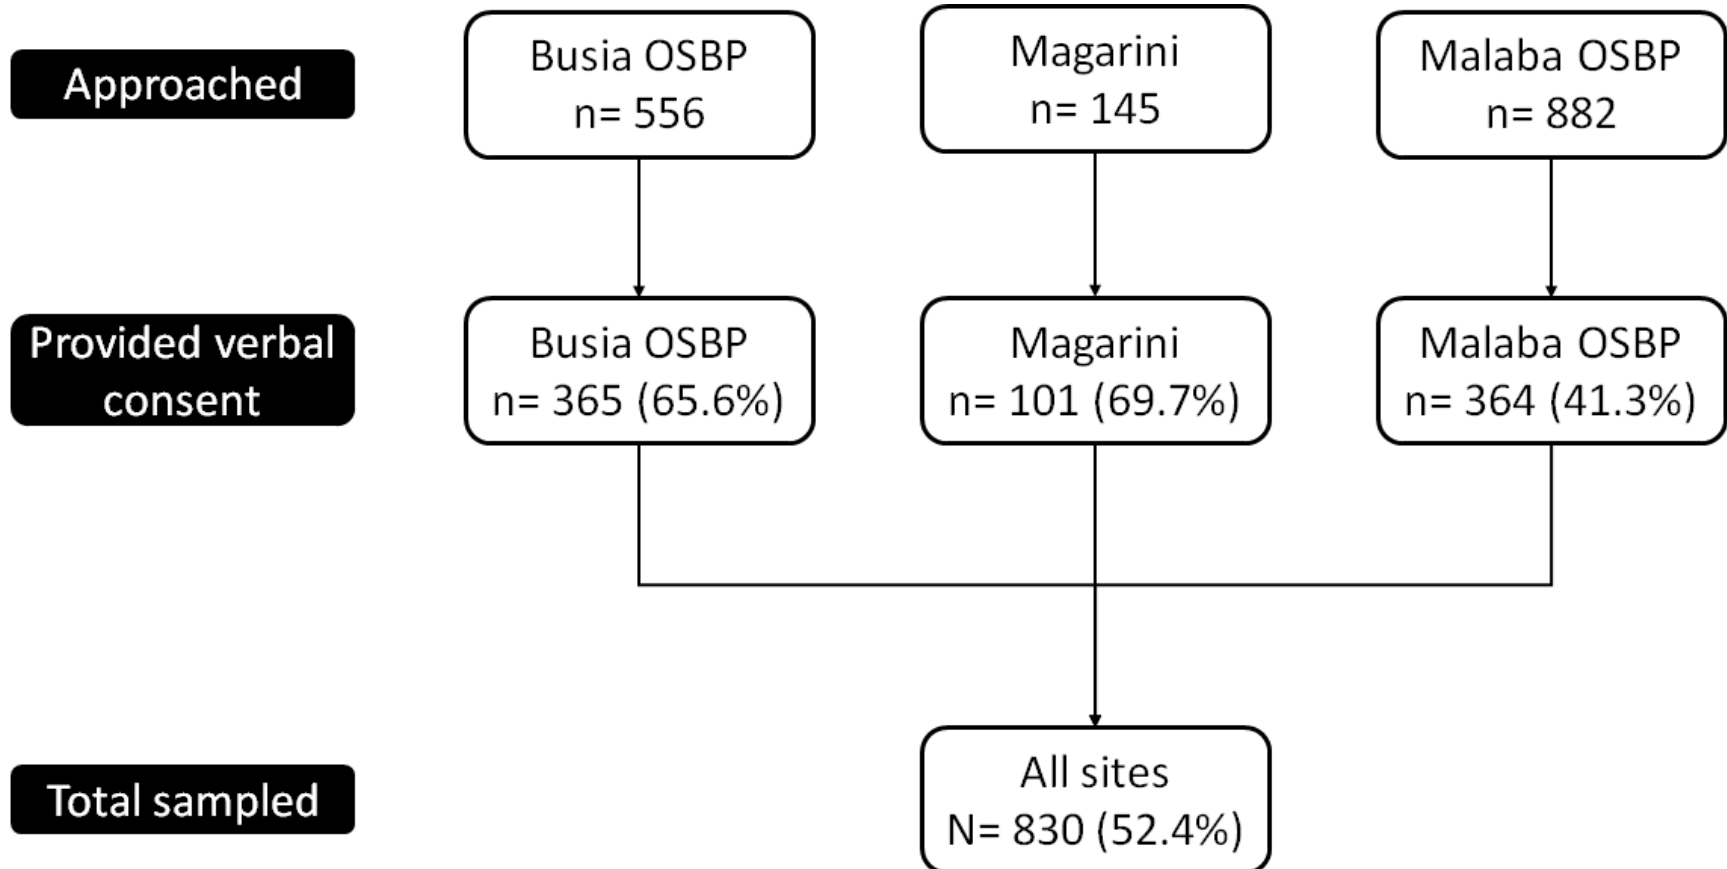 Approached
Busia OSBP
n= 556
Magarini
n= 145
Malaba OSBP
n= 882
Provided verbal
consent
Busia OSBP
n= 365 (65.6%)
Magarini
n= 101 (69.7%)
Malaba OSBP
n= 364 (41.3%)
Total sampled
All sites
N= 830 (52.4%)